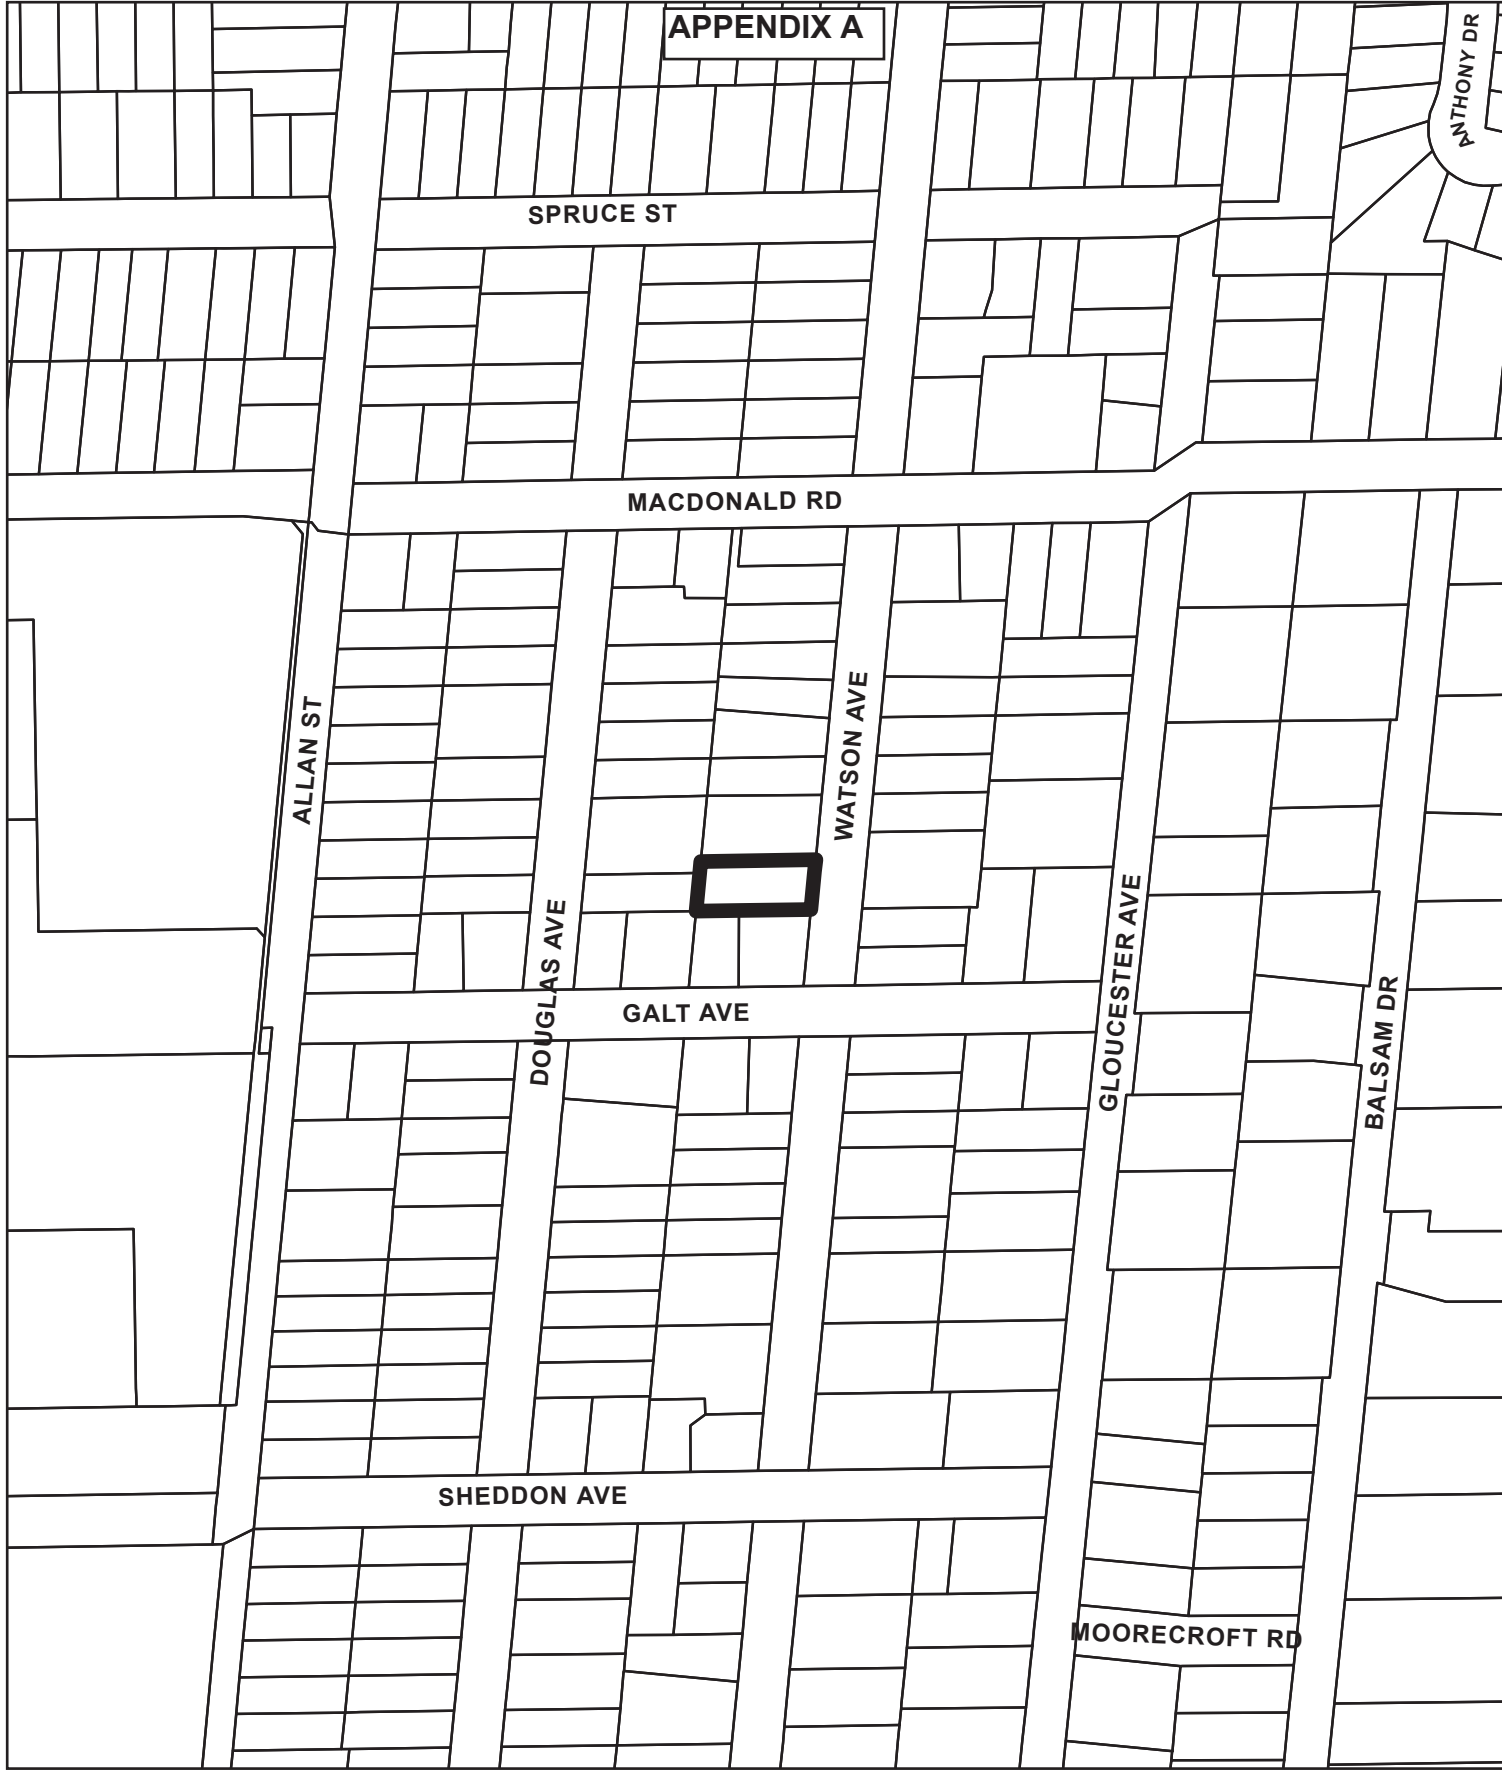 APPENDIX A
ANTHONY DR
SPRUCE ST
MACDONALD RD
ALLAN ST
WATSON AVE
DOUGLAS AVE
GLOUCESTER AVE
GALT AVE
BALSAM DR
SHEDDON AVE
MOORECROFT RD